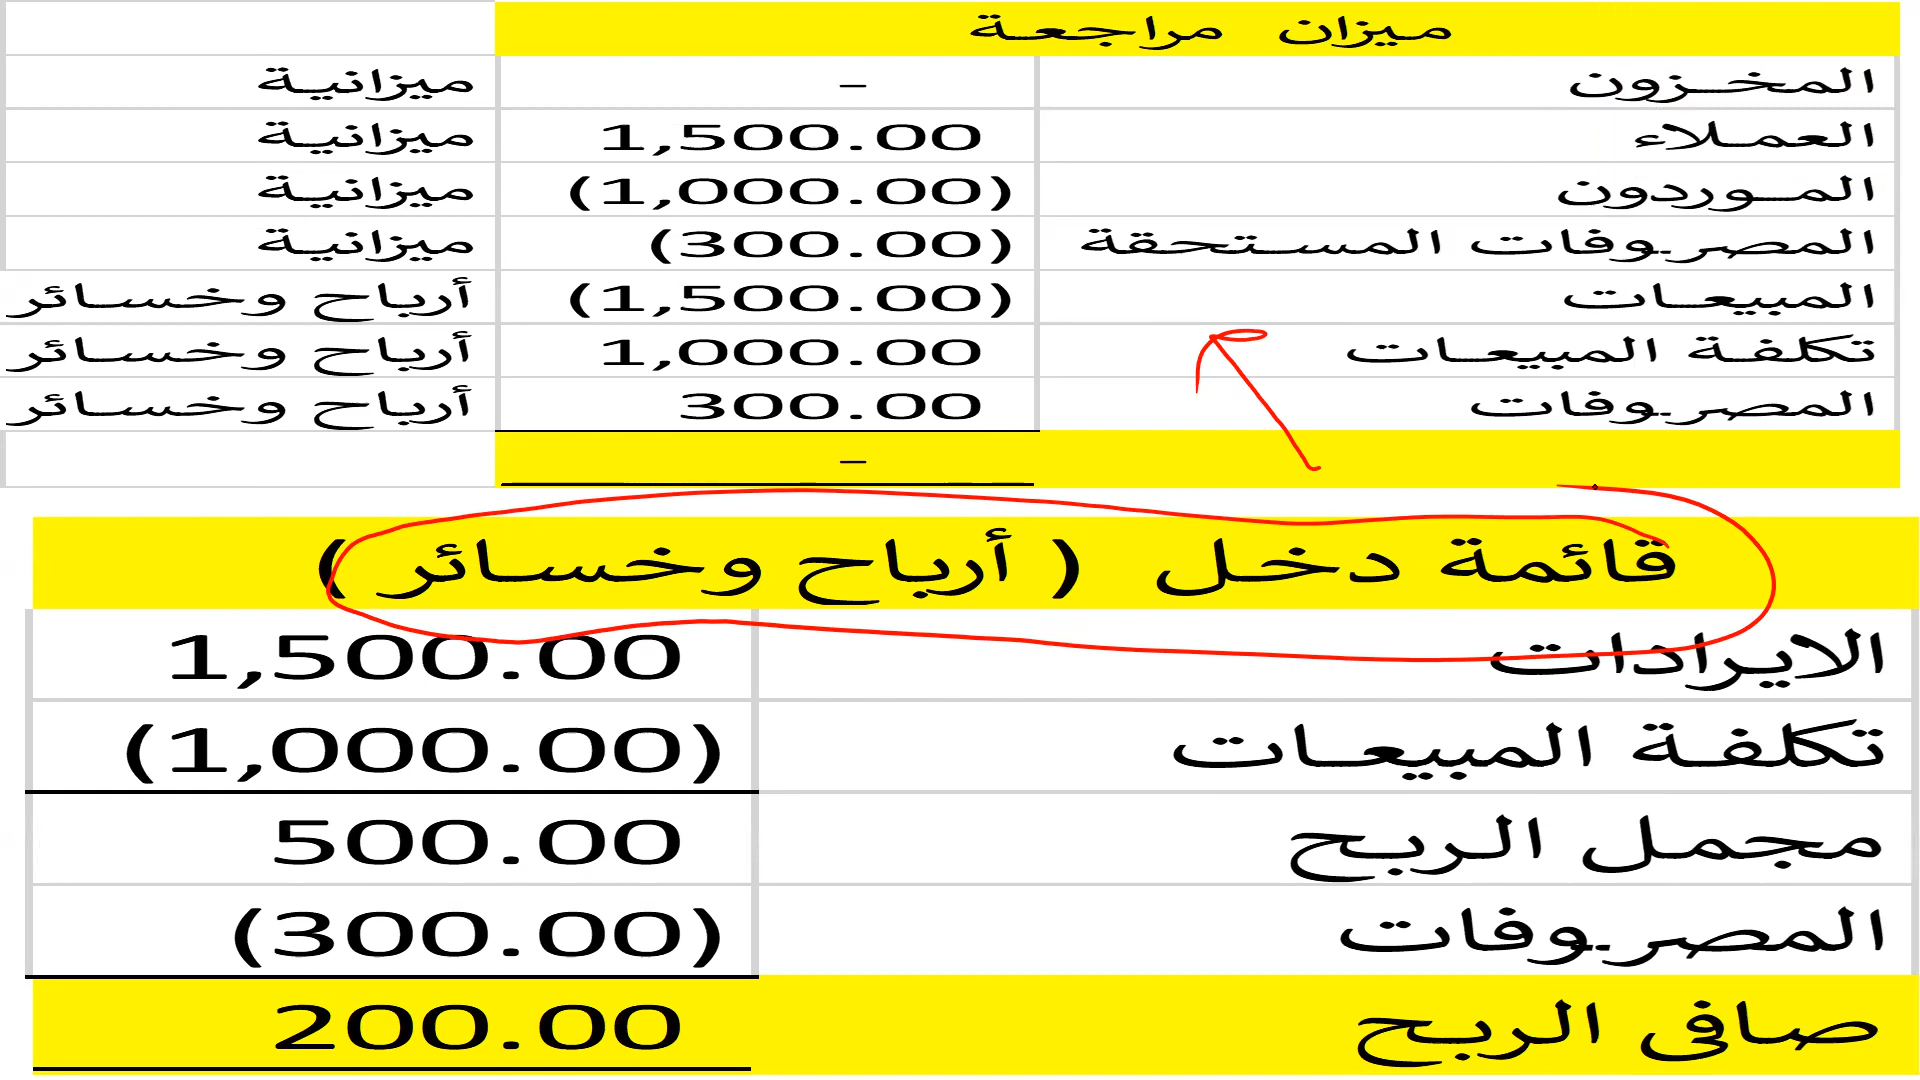 ميزان مراجعة
المخزون - ميزانية
العملاء 1,500.00 ميزانية
الموردون (1,000.00) ميزانية
المصروفات المستحقة (300.00) ميزانية
المبيعات (1,500.00) أرباح وخسائر
تكلفة المبيعات 1,000.00 أرباح وخسائر
المصروفات 300.00 أرباح وخسائر
-
قائمة دخل ( أرباح وخسائر )
الايرادات 1,500.00
تكلفة المبيعات (1,000.00)
مجمل الربح 500.00
المصروفات (300.00)
صافى الربح 200.00